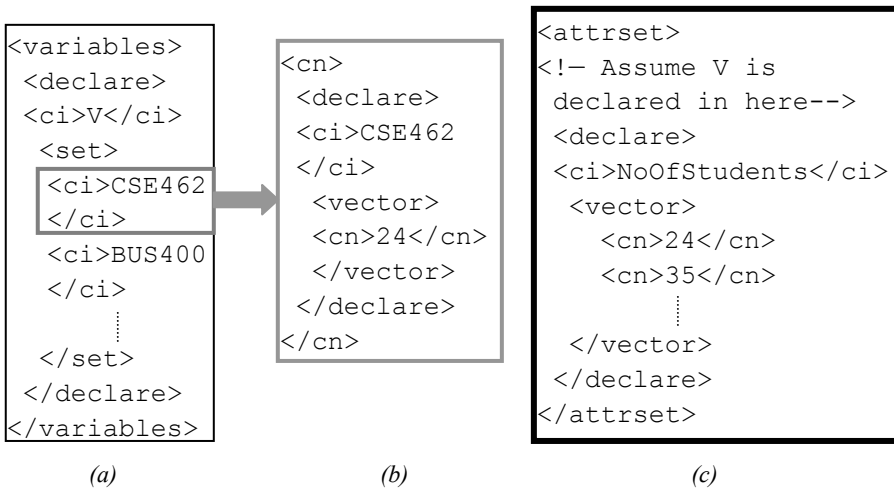 <variables>
<declare>
<ci>V</ci>
<set>
<ci>CSE462
</ci>
<ci>BUS400
</ci>
</set>
</declare>
</variables>
(a)
<cn>
<declare>
<ci>CSE462
</ci>
<vector>
<cn>24</cn>
</vector>
</declare>
</cn>
(b)
<attrset>
<!— Assume V is
declared in here-->
<declare>
<ci>NoOfStudents</ci>
<vector>
<cn>24</cn>
<cn>35</cn>
</vector>
</declare>
</attrset>
(c)